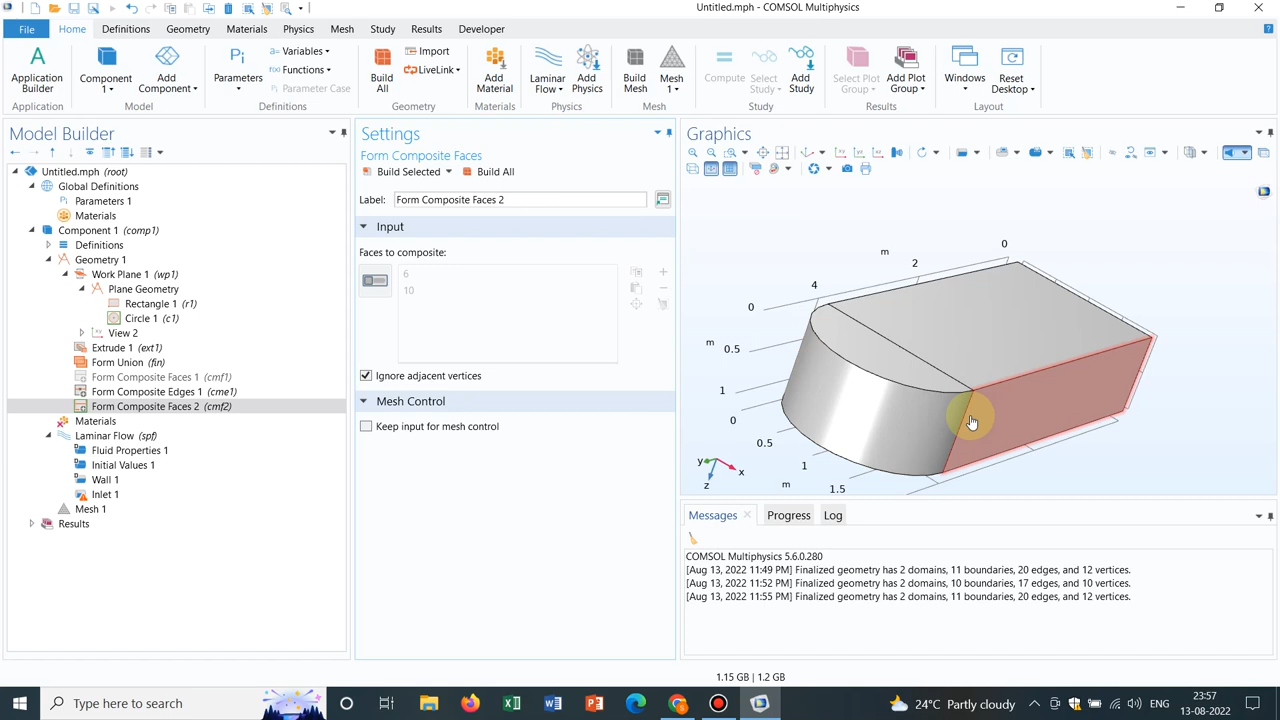 Untitled.mph - COMSOL Multiphysics
File
Home
Definitions
Geometry
Materials
Physics
Mesh
Study
Results
Developer
Application Builder
Application
Component 1
Add Component
Model
Parameters
Variables
Functions
Parameter Case
Definitions
Build All
Import
LiveLink
Geometry
Add Material
Materials
Laminar Flow
Add Physics
Physics
Build Mesh
Mesh 1
Mesh
Compute
Select Study
Add Study
Study
Select Plot Group
Add Plot Group
Results
Windows
Reset Desktop
Layout
Model Builder
Untitled.mph (root)
Global Definitions
Parameters 1
Materials
Component 1 (comp1)
Definitions
Geometry 1
Work Plane 1 (wp1)
Plane Geometry
Rectangle 1 (r1)
Circle 1 (c1)
View 2
Extrude 1 (ext1)
Form Union (fin)
Form Composite Faces 1 (cmf1)
Form Composite Edges 1 (cme1)
Form Composite Faces 2 (cmf2)
Materials
Laminar Flow (spf)
Fluid Properties 1
Initial Values 1
Wall 1
Inlet 1
Mesh 1
Results
Settings
Form Composite Faces
Build Selected
Build All
Label: Form Composite Faces 2
Input
Faces to composite:
6
10
Ignore adjacent vertices
Mesh Control
Keep input for mesh control
Graphics
0
m
2
4
0
m
0.5
1
0
0.5
1
m
1.5
y
x
z
Messages
Progress
Log
COMSOL Multiphysics 5.6.0.280
[Aug 13, 2022 11:49 PM] Finalized geometry has 2 domains, 11 boundaries, 20 edges, and 12 vertices.
[Aug 13, 2022 11:52 PM] Finalized geometry has 2 domains, 10 boundaries, 17 edges, and 10 vertices.
[Aug 13, 2022 11:55 PM] Finalized geometry has 2 domains, 11 boundaries, 20 edges, and 12 vertices.
1.15 GB | 1.2 GB
Type here to search
24°C Partly cloudy
ENG
23:57
13-08-2022